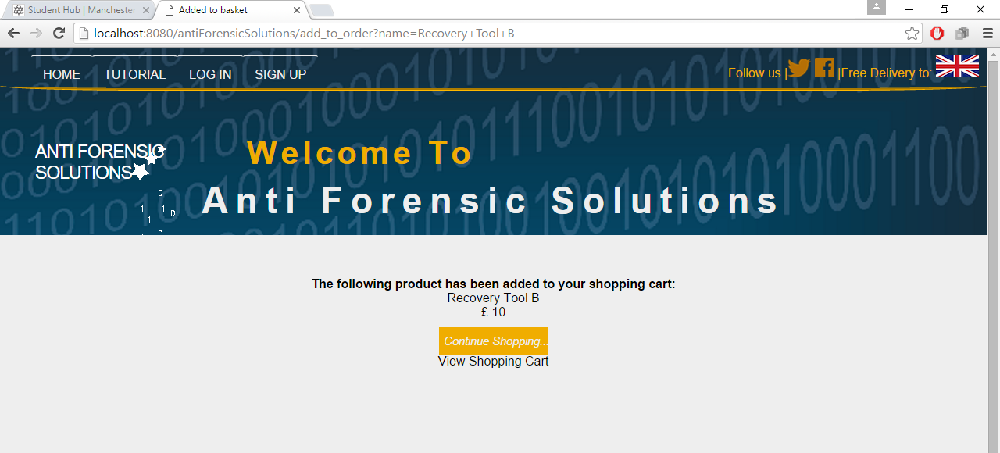 Student Hub | Manchester
Added to basket
localhost:8080/antiForensicSolutions/add_to_order?name=Recovery+Tool+B
HOME TUTORIAL LOG IN SIGN UP
Follow us | |Free Delivery to:
ANTI FORENSIC
SOLUTIONS
Welcome To
Anti Forensic Solutions
The following product has been added to your shopping cart:
Recovery Tool B
£ 10
Continue Shopping...
View Shopping Cart